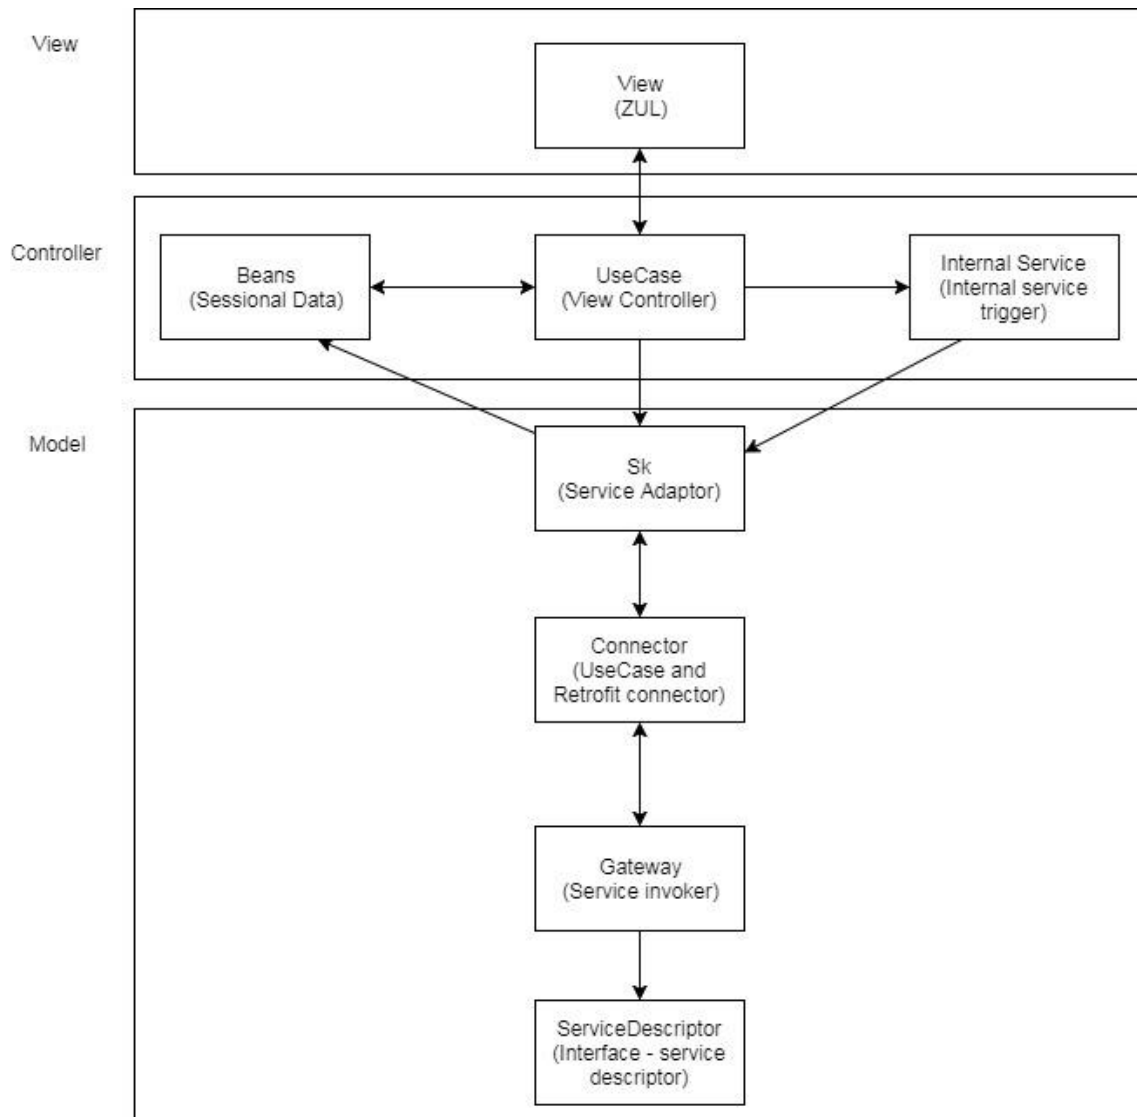 View
View
(ZUL)
Controller
Beans
(Sessional Data)
UseCase
(View Controller)
Internal Service
(Internal service
trigger)
Model
Sk
(Service Adaptor)
Connector
(UseCase and
Retrofit connector)
Gateway
(Service invoker)
ServiceDescriptor
(Interface - service
descriptor)